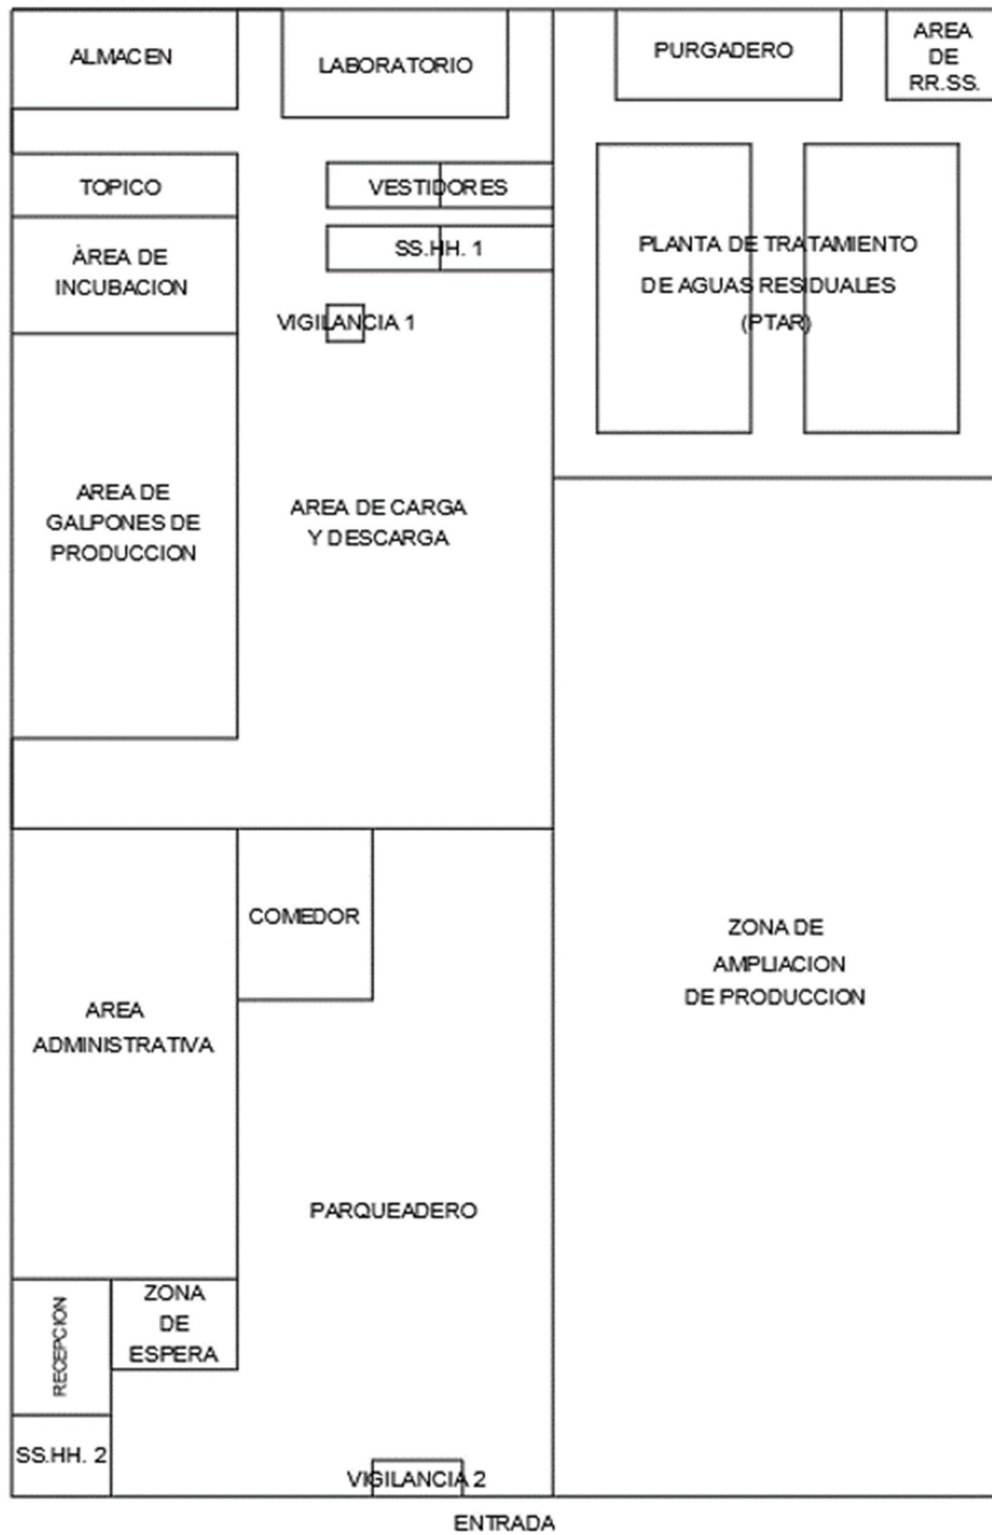 ALMACEN
LABORATORIO
PURGADERO
AREA
DE
RR.SS.
TOPICO
VESTIDORES
ÀREA DE
INCUBACION
SS.HH. 1
VIGILANCIA 1
PLANTA DE TRATAMIENTO
DE AGUAS RESIDUALES
(PTAR)
AREA DE
GALPONES DE
PRODUCCION
AREA DE CARGA
Y DESCARGA
COMEDOR
ZONA DE
AMPLIACION
DE PRODUCCION
AREA
ADMINISTRATIVA
PARQUEADERO
RECEPCION
ZONA
DE
ESPERA
SS.HH. 2
VIGILANCIA 2
ENTRADA